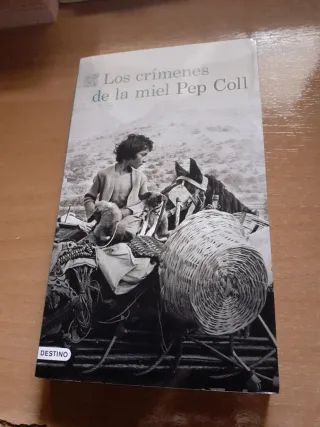 Los crímenes
de la miel Pep Coll
DESTINO